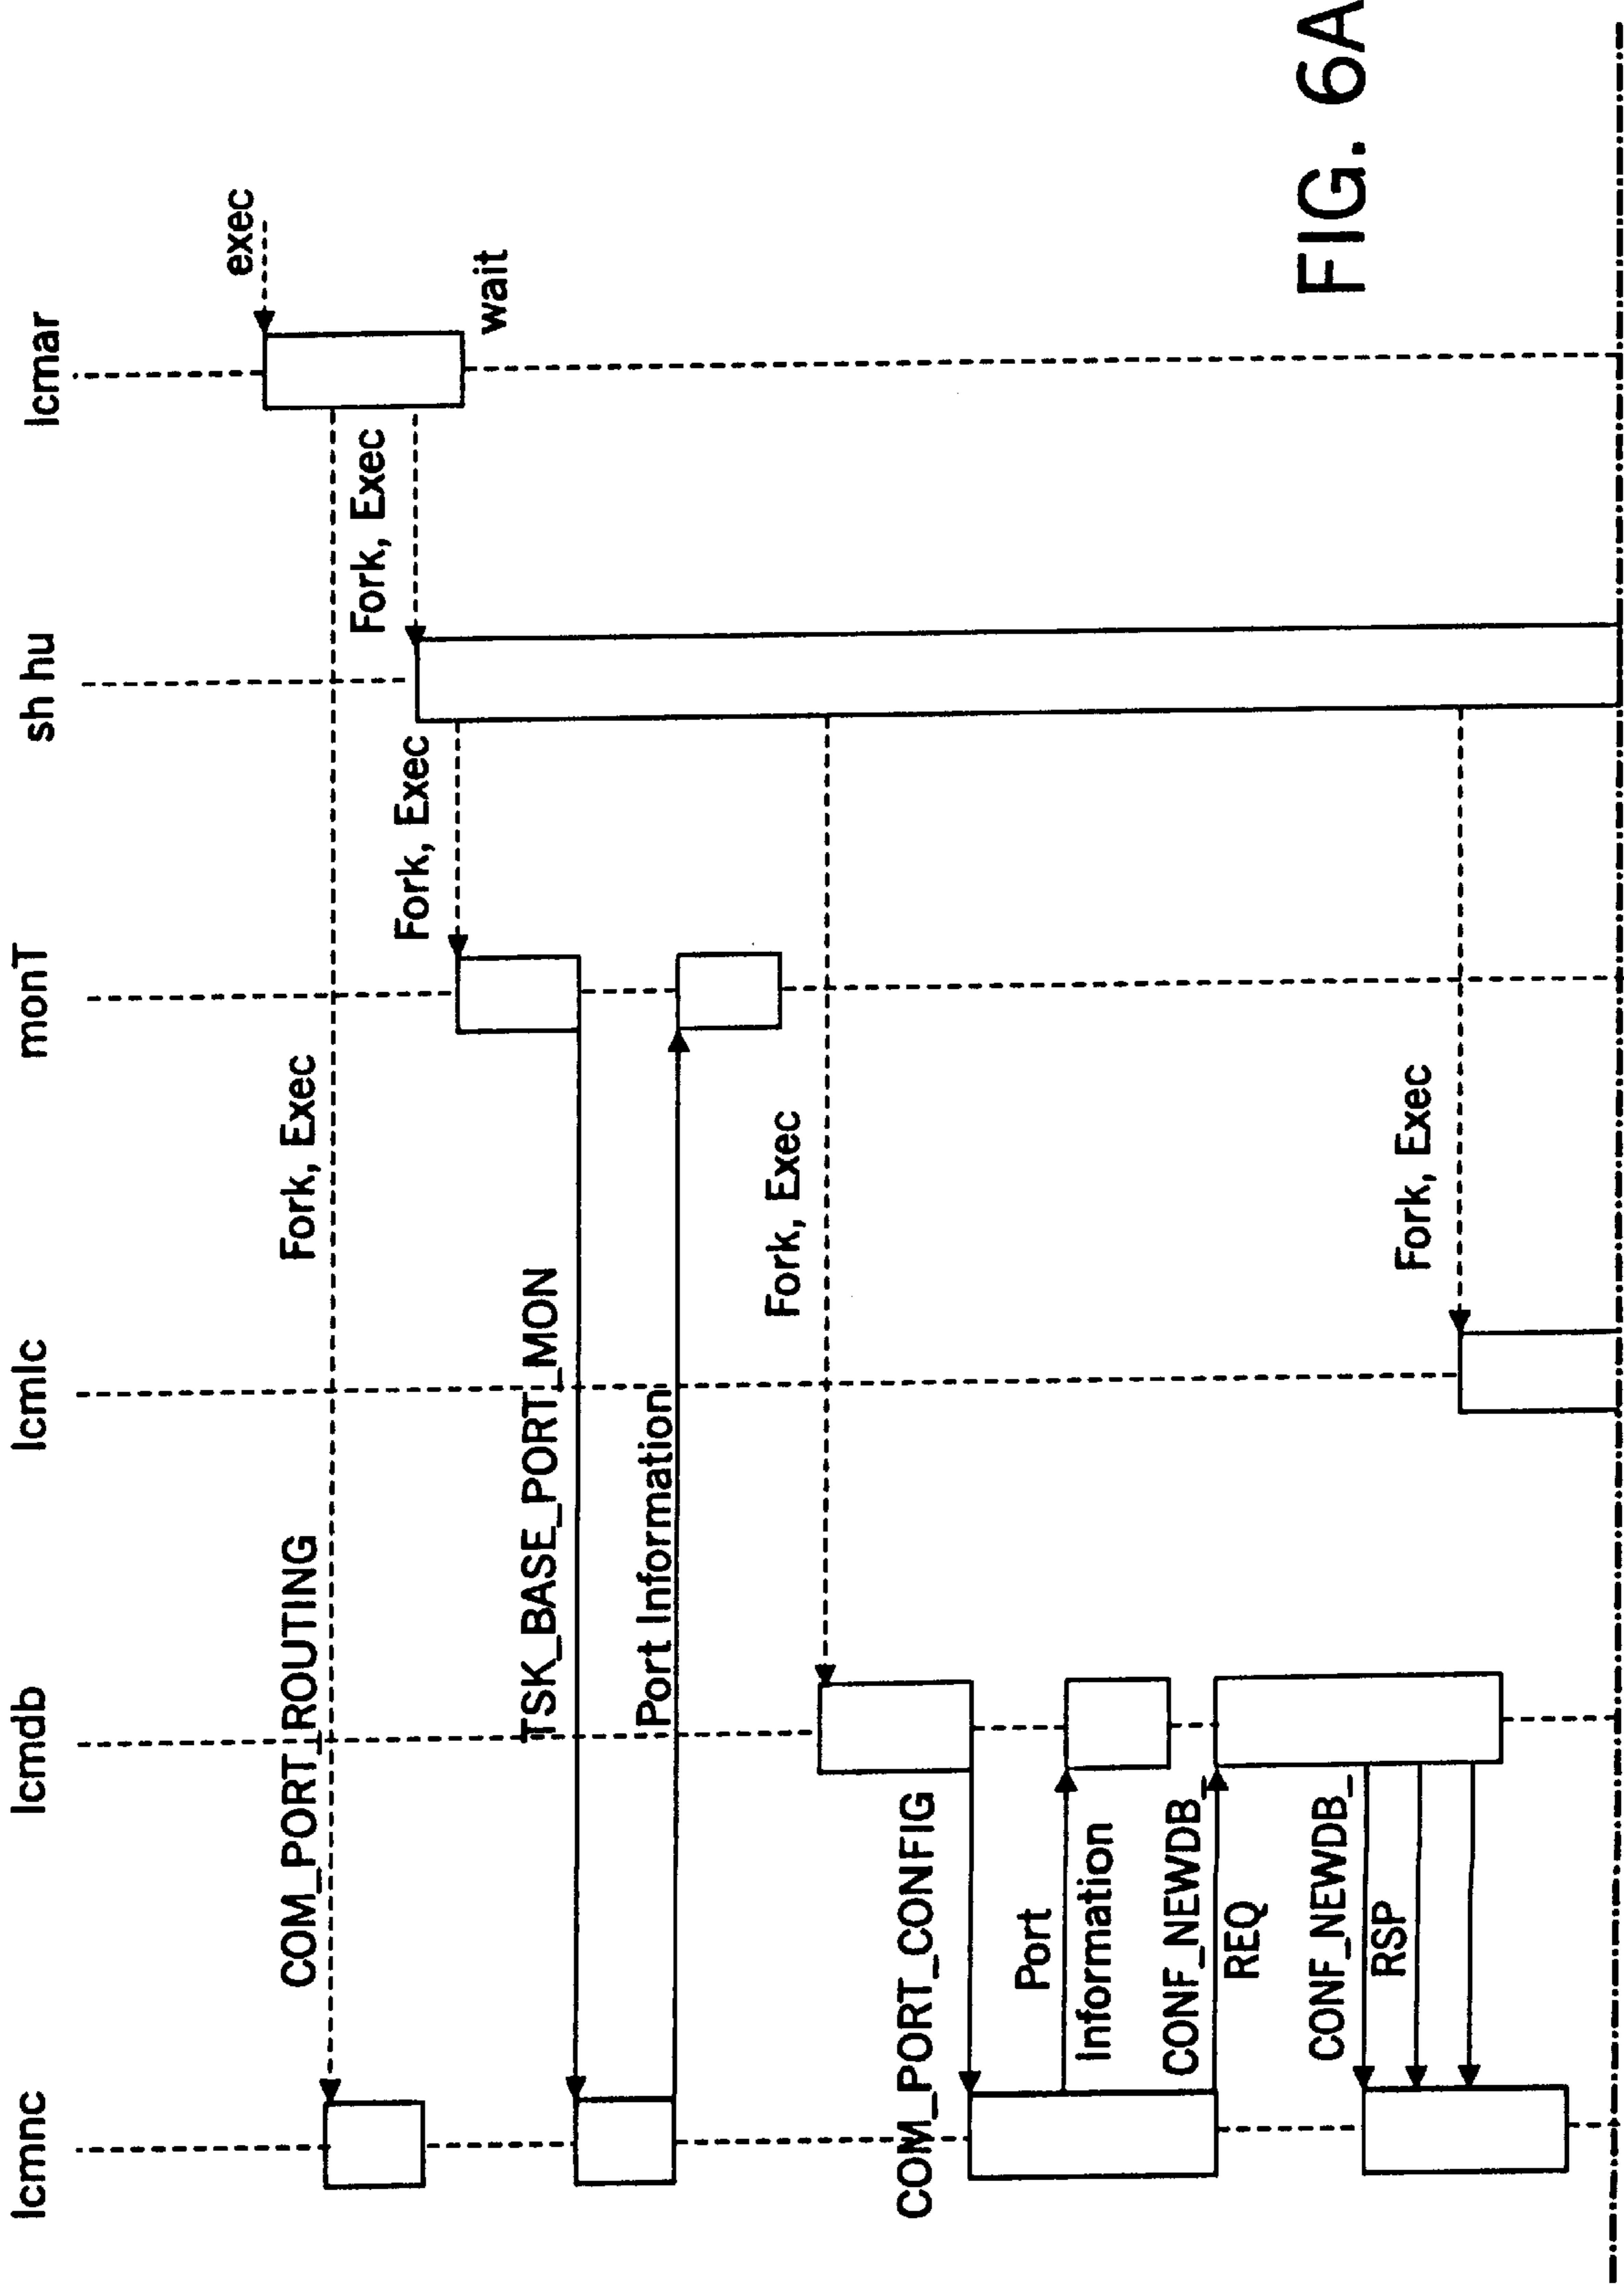 lcmnc
lcmdb
lcmlc
monT
sh hu
lcmar
exec
COM_PORT_ROUTING
Fork, Exec
Fork, Exec
wait
Fork, Exec
TSK_BASE_PORT_MON
Port Information
Fork, Exec
COM_PORT_CONFIG
Port
Information
CONF_NEWDB_
REQ
CONF_NEWDB_
RSP
Fork, Exec
FIG. 6A